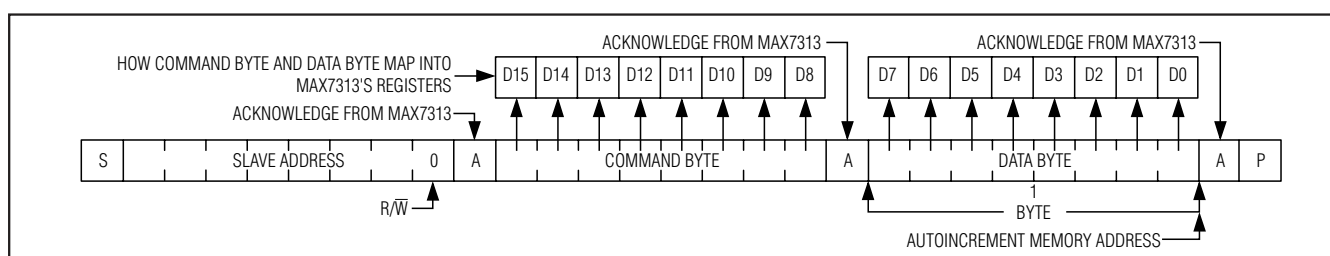 ACKNOWLEDGE FROM MAX7313
ACKNOWLEDGE FROM MAX7313
HOW COMMAND BYTE AND DATA BYTE MAP INTO
MAX7313'S REGISTERS
D15 D14 D13 D12 D11 D10 D9 D8
D7 D6 D5 D4 D3 D2 D1 D0
ACKNOWLEDGE FROM MAX7313
S SLAVE ADDRESS 0 A COMMAND BYTE A DATA BYTE A P
1
R/W̅
BYTE
AUTOINCREMENT MEMORY ADDRESS